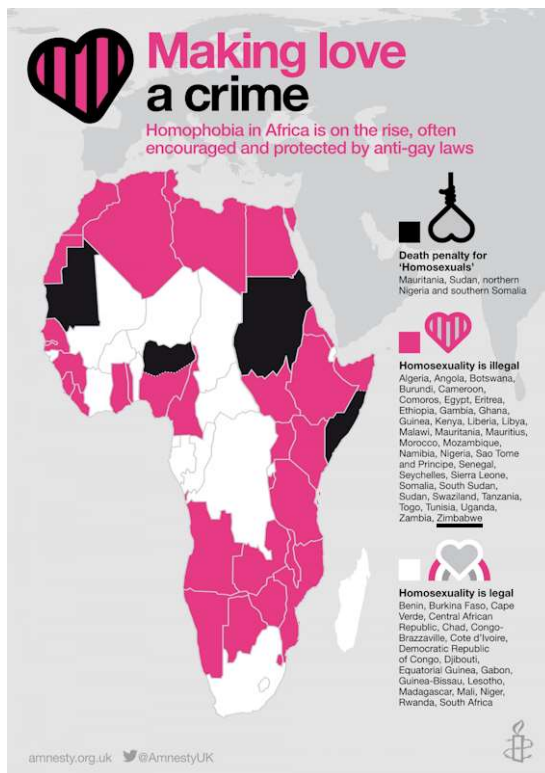 Making love
a crime
Homophobia in Africa is on the rise, often
encouraged and protected by anti-gay laws
Death penalty for
'Homosexuals'
Mauritania, Sudan, northern
Nigeria and southern Somalia
Homosexuality is illegal
Algeria, Angola, Botswana,
Burundi, Cameroon,
Comoros, Egypt, Eritrea,
Ethiopia, Gambia, Ghana,
Guinea, Kenya, Liberia, Libya,
Malawi, Mauritania, Mauritius,
Morocco, Mozambique,
Namibia, Nigeria, Sao Tome
and Principe, Senegal,
Seychelles, Sierra Leone,
Somalia, South Sudan,
Sudan, Swaziland, Tanzania,
Togo, Tunisia, Uganda,
Zambia, Zimbabwe
Homosexuality is legal
Benin, Burkina Faso, Cape
Verde, Central African
Republic, Chad, Congo-
Brazzaville, Cote d'Ivoire,
Democratic Republic
of Congo, Djibouti,
Equatorial Guinea, Gabon,
Guinea-Bissau, Lesotho,
Madagascar, Mali, Niger,
Rwanda, South Africa
amnesty.org.uk @AmnestyUK